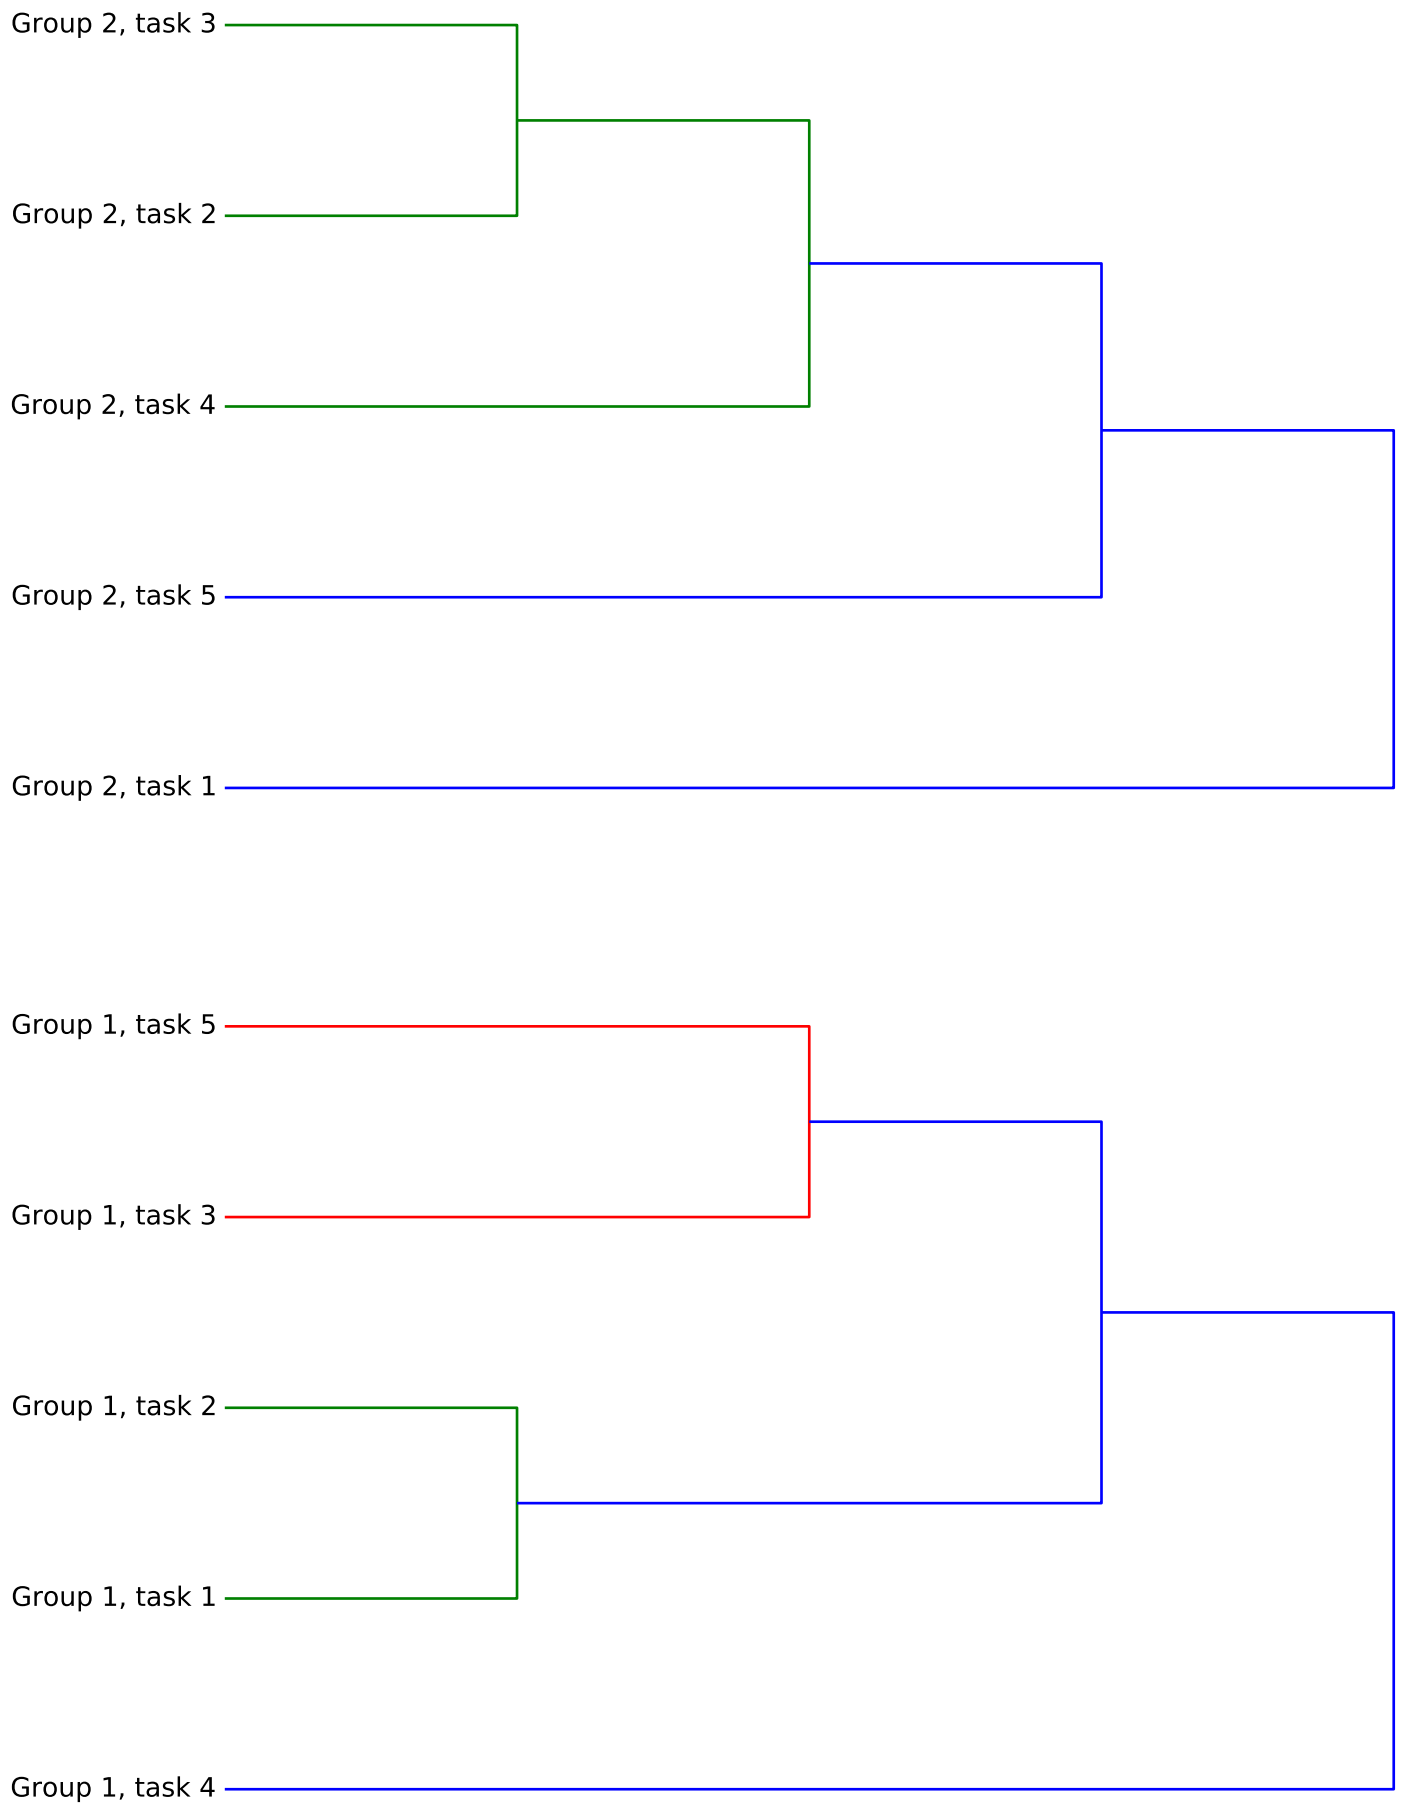 Group 2, task 3
Group 2, task 2
Group 2, task 4
Group 2, task 5
Group 2, task 1
Group 1, task 5
Group 1, task 3
Group 1, task 2
Group 1, task 1
Group 1, task 4